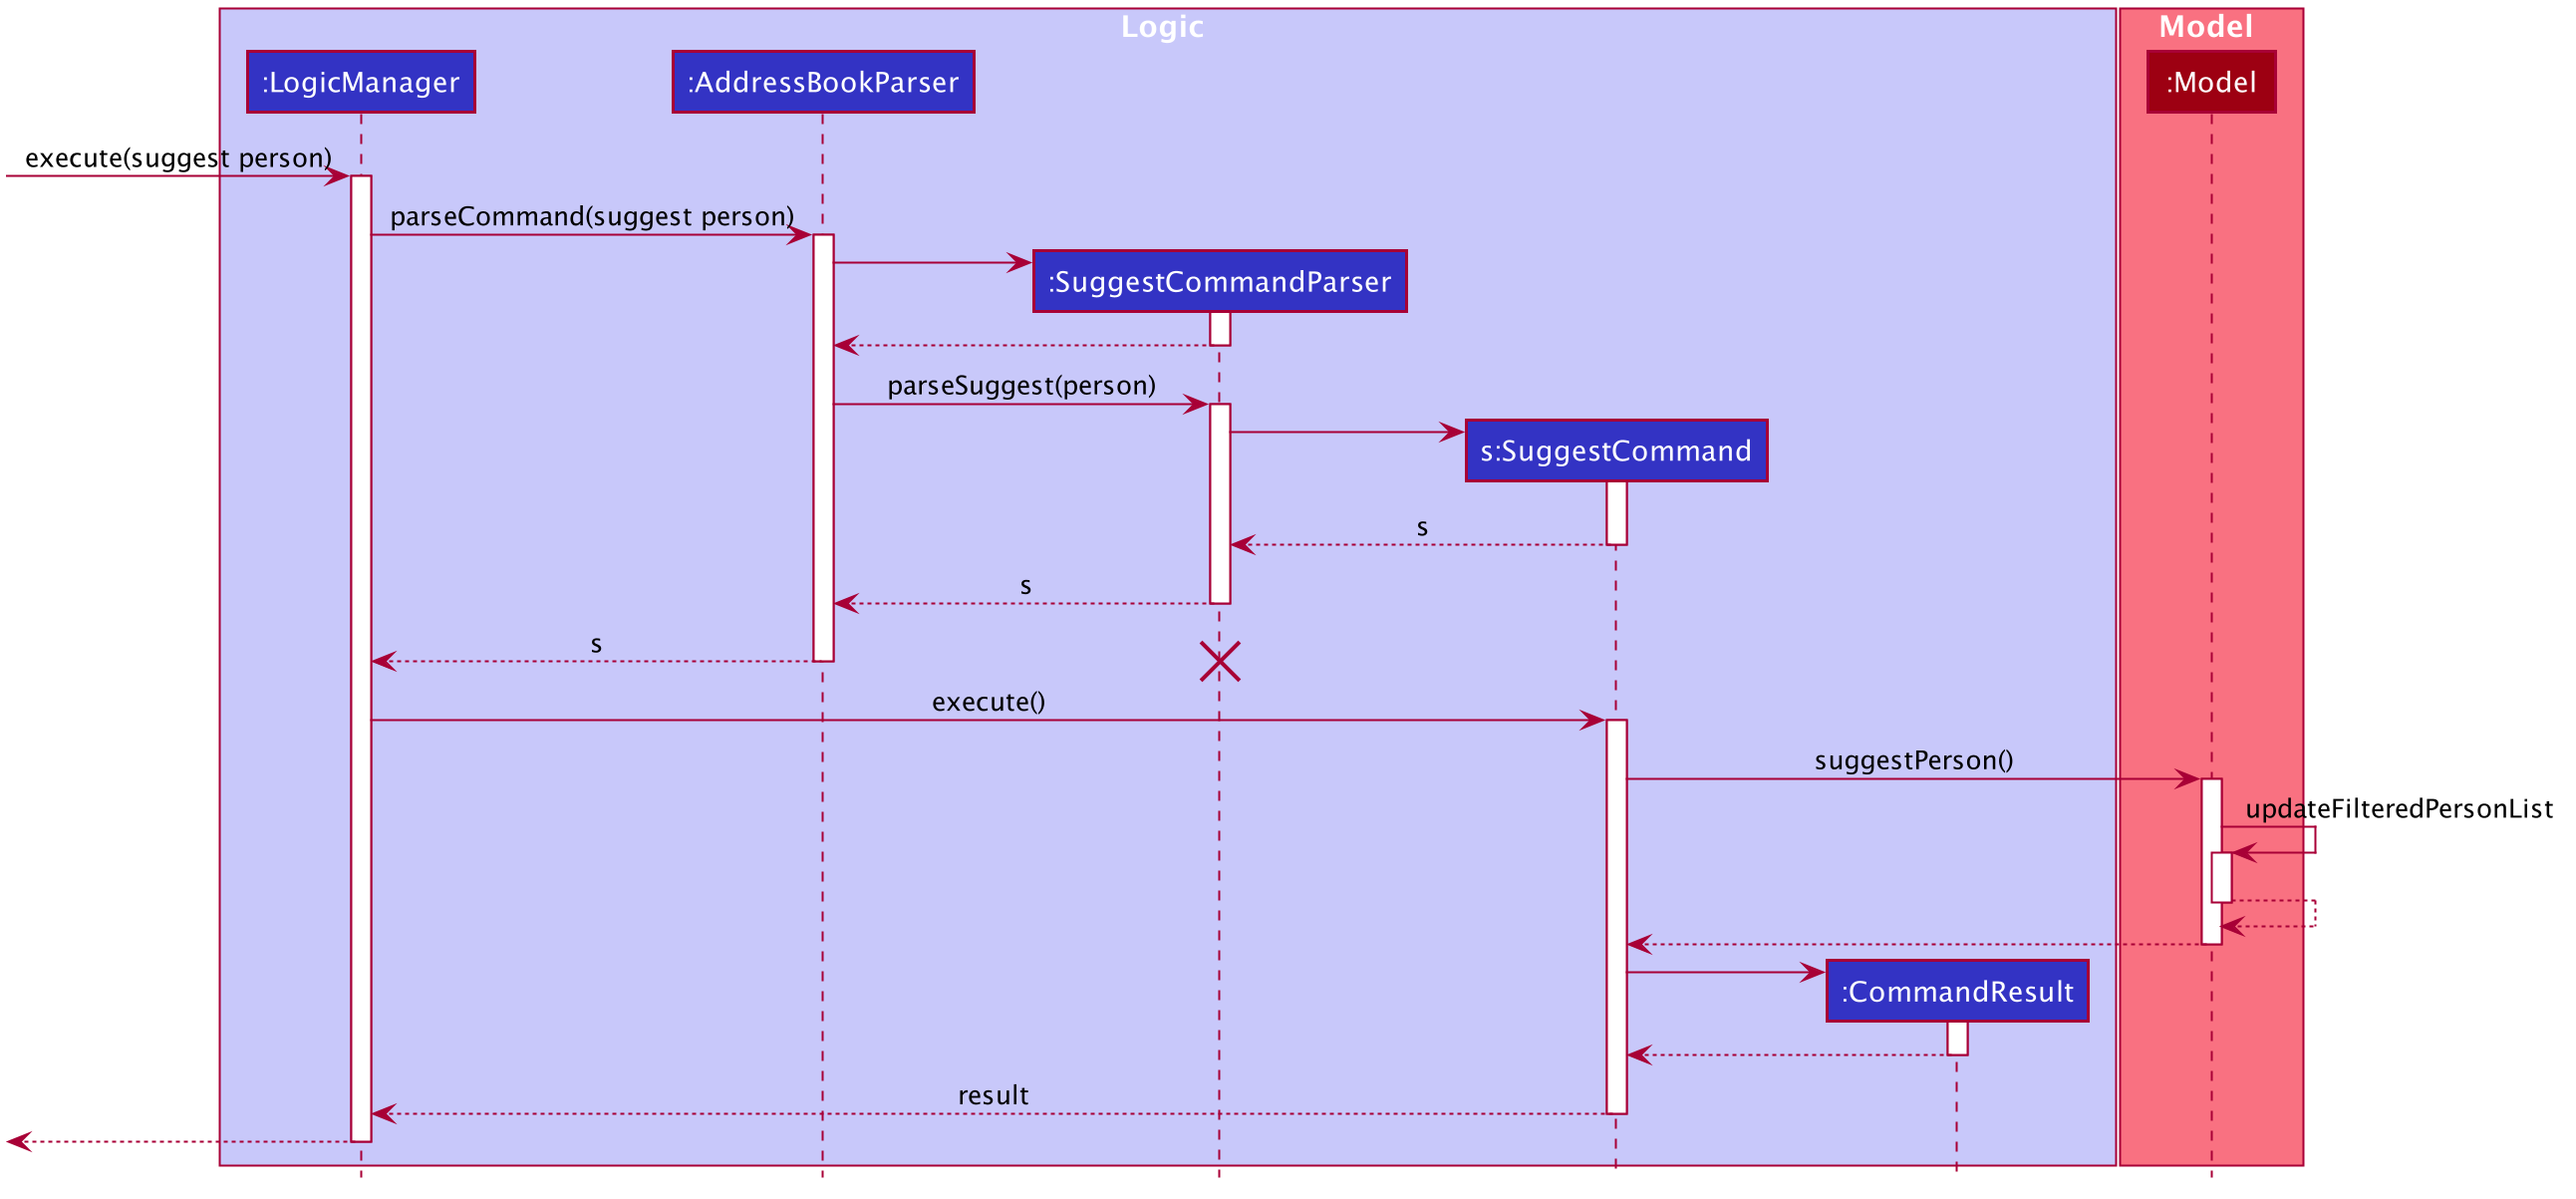 Logic
Model
:LogicManager
:AddressBookParser
:Model
execute(suggest person)
parseCommand(suggest person)
:SuggestCommandParser
parseSuggest(person)
s:SuggestCommand
s
s
s
execute()
suggestPerson()
updateFilteredPersonList
:CommandResult
result